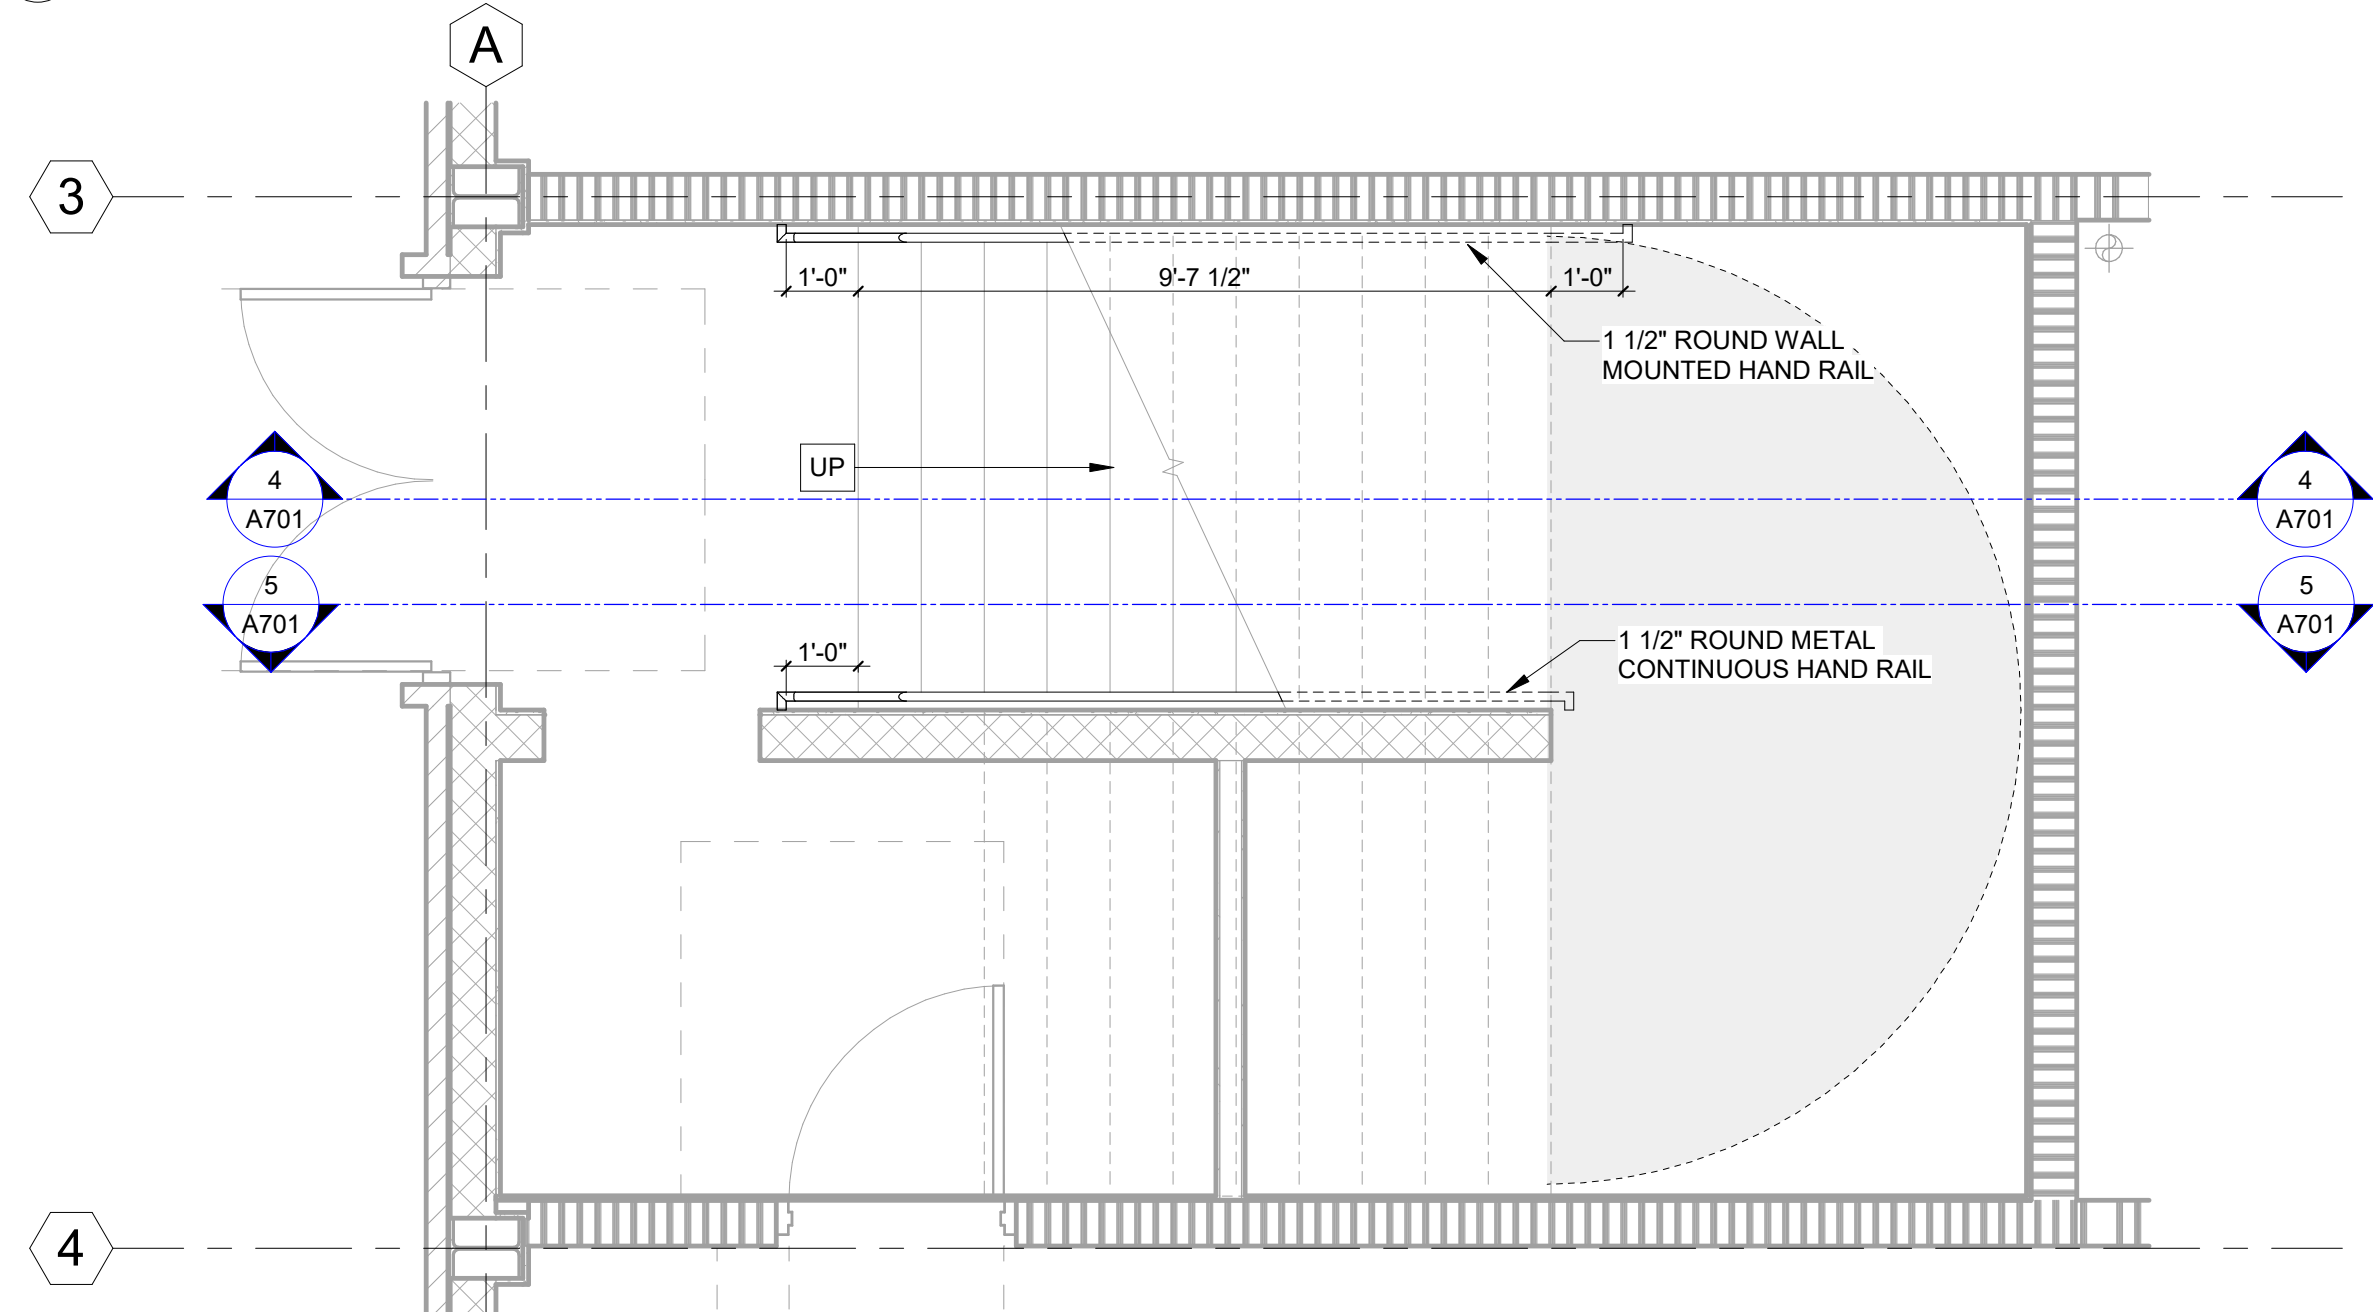 A
3
1'-0"
9'-7 1/2"
1'-0"
1 1/2" ROUND WALL
MOUNTED HAND RAIL
UP
4
A701
4
A701
5
A701
5
A701
1'-0"
1 1/2" ROUND METAL
CONTINUOUS HAND RAIL
4